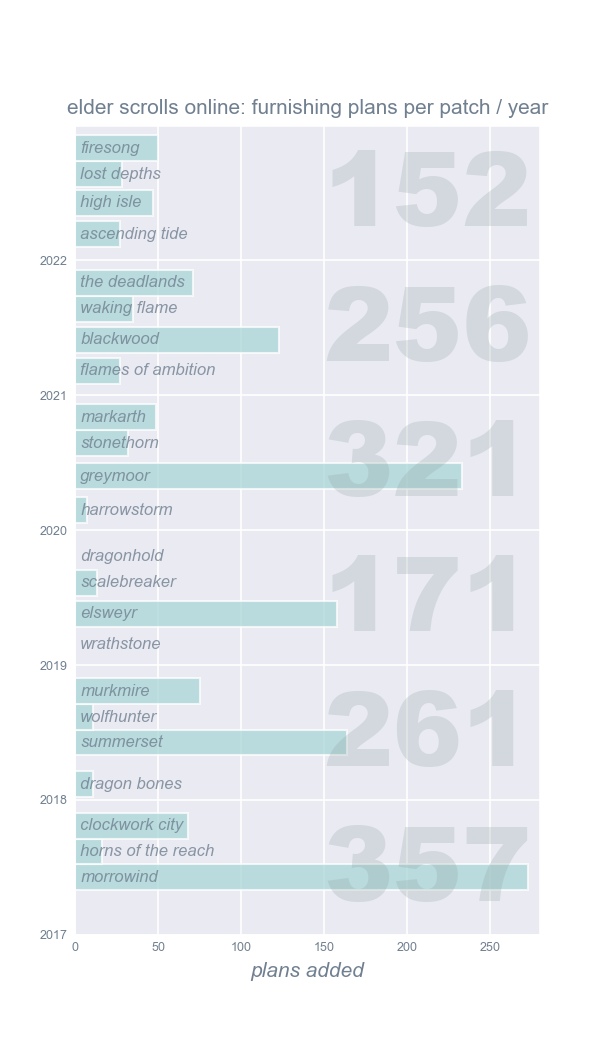 elder scrolls online: furnishing plans per patch / year
firesong
152
lost depths
high isle
ascending tide
2022
the deadlands
256
waking flame
blackwood
flames of ambition
2021
markarth
321
stonethorn
greymoor
harrowstorm
2020
dragonhold
171
scalebreaker
elsweyr
wrathstone
2019
murkmire
261
wolfhunter
summerset
dragon bones
2018
clockwork city
357
horns of the reach
morrowind
2017
0 50 100 150 200 250
plans added